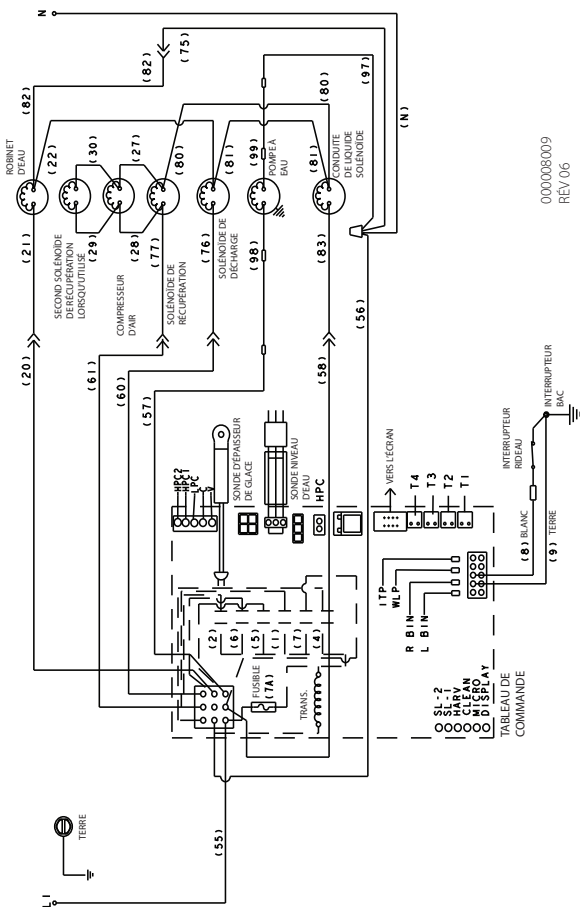 N
(75)
(82)
(97)
(82)
(80)
(N)
ROBINET
D'EAU
(22)
(30)
(27)
(80)
(81)
(99)
POMPE À
EAU
(81)
CONDUITE
DE LIQUIDE
SOLÉNOÏDE
(21)
SECOND SOLÉNOÏDE
DE RÉCUPÉRATION
LORSQU'UTILISÉ
(29)
COMPRESSEUR
D'AIR
(28)
(77)
SOLÉNOÏDE DE
RÉCUPÉRATION
(76)
SOLÉNOÏDE DE
DÉCHARGE
(98)
(83)
(56)
(20)
(61)
(60)
(57)
(58)
HPC2
HPC1
LPC
SONDE D'ÉPAISSEUR
DE GLACE
SONDE NIVEAU
D'EAU
HPC
VERS L'ÉCRAN
T4
T3
T2
T1
INTERRUPTEUR
RIDEAU
INTERRUPTEUR
BAC
(8) BLANC
(9) TERRE
(2)
(6)
(5)
(1)
(7)
(4)
FUSIBLE
(7A)
TRANS.
ITP
WLP
R BIN
L BIN
SL-2
SL-1
HARV
CLEAN
MICRO
DISPLAY
TABLEAU DE
COMMANDE
TERRE
(55)
L1
000008009
RÉV 06